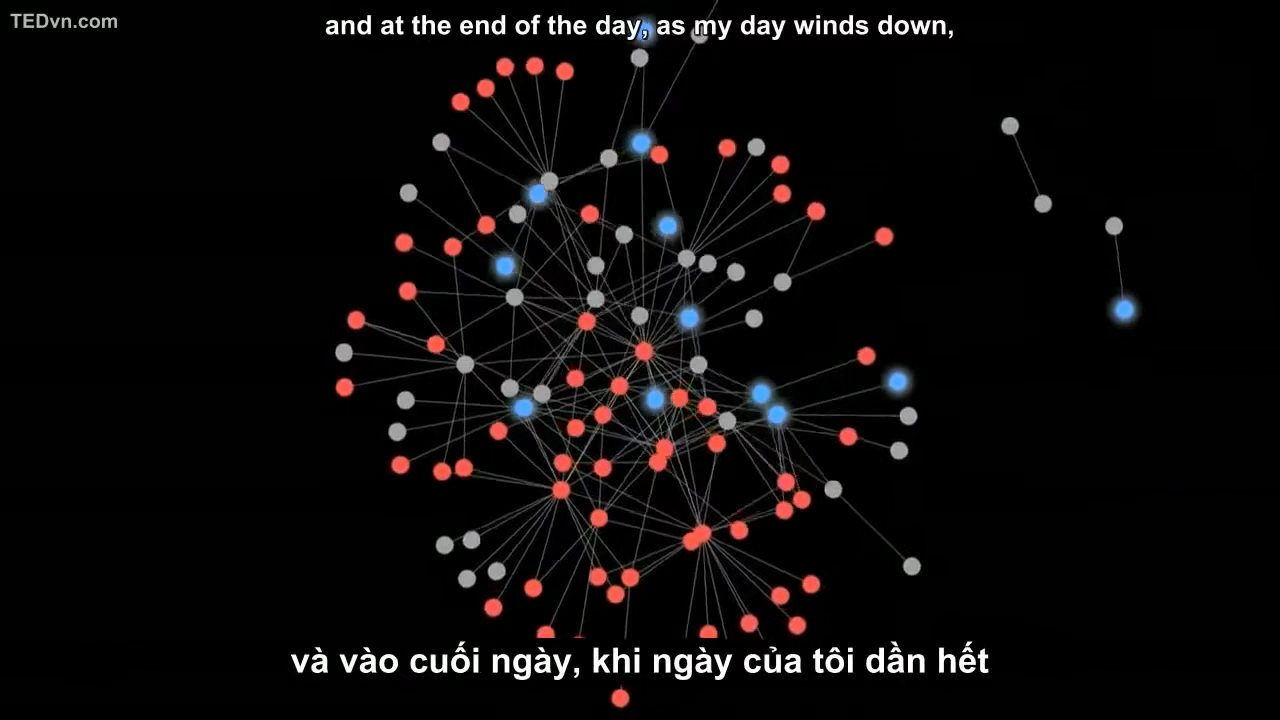 TEDvn.com
and at the end of the day, as my day winds down,
và vào cuối ngày, khi ngày của tôi dần hết